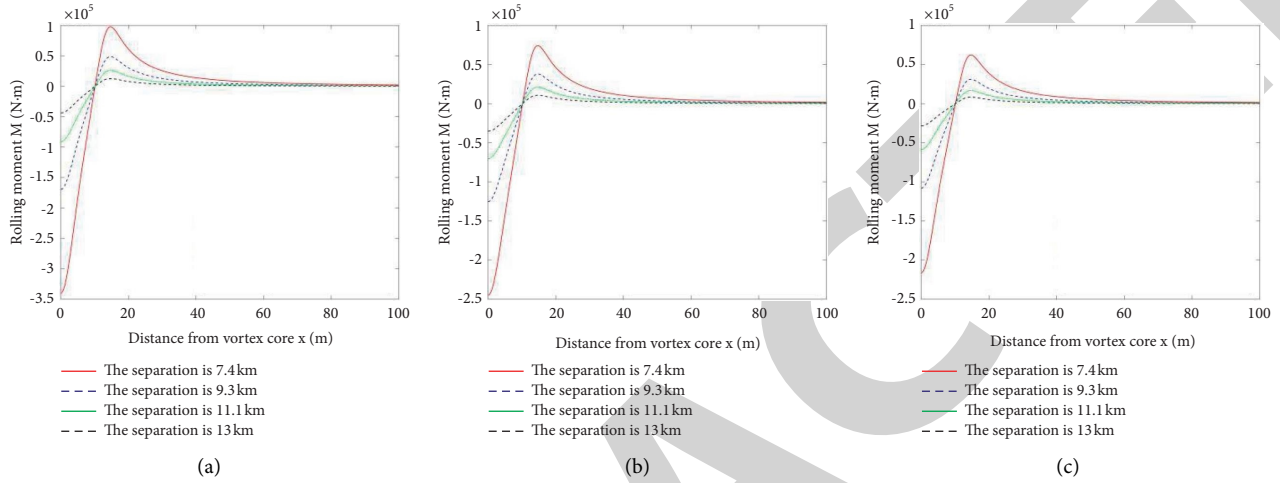 ×10⁵
1
0.5
0
-0.5
-1
-1.5
-2
-2.5
-3
-3.5
Rolling moment M (N·m)
0 20 40 60 80 100
Distance from vortex core x (m)
The separation is 7.4 km
The separation is 9.3 km
The separation is 11.1 km
The separation is 13 km
(a)
×10⁵
1
0.5
0
-0.5
-1
-1.5
-2
-2.5
Rolling moment M (N·m)
0 20 40 60 80 100
Distance from vortex core x (m)
The separation is 7.4 km
The separation is 9.3 km
The separation is 11.1 km
The separation is 13 km
(b)
×10⁵
1
0.5
0
-0.5
-1
-1.5
-2
-2.5
Rolling moment M (N·m)
0 20 40 60 80 100
Distance from vortex core x (m)
The separation is 7.4 km
The separation is 9.3 km
The separation is 11.1 km
The separation is 13 km
(c)